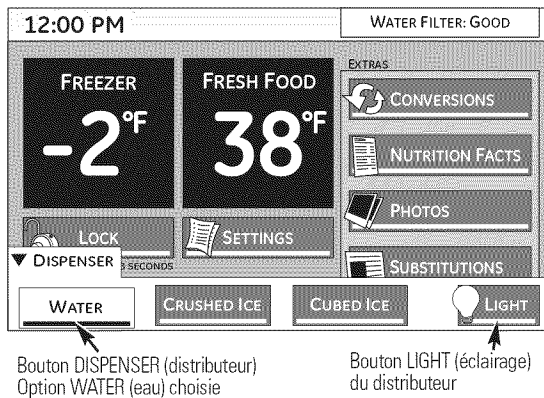 12:00 PM
WATER FILTER: GOOD
EXTRAS
FREEZER
-2°F
FRESH FOOD
38°F
CONVERSIONS
NUTRITION FACTS
PHOTOS
SUBSTITUTIONS
LOCK
3 SECONDS
SETTINGS
▼ DISPENSER
WATER
CRUSHED ICE
CUBED ICE
LIGHT
Bouton DISPENSER (distributeur)
Option WATER (eau) choisie
Bouton LIGHT (éclairage)
du distributeur